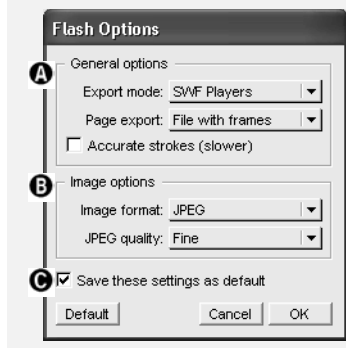 Flash Options
A General options
Export mode: SWF Players
Page export: File with frames
Accurate strokes (slower)
B Image options
Image format: JPEG
JPEG quality: Fine
C Save these settings as default
Default Cancel OK